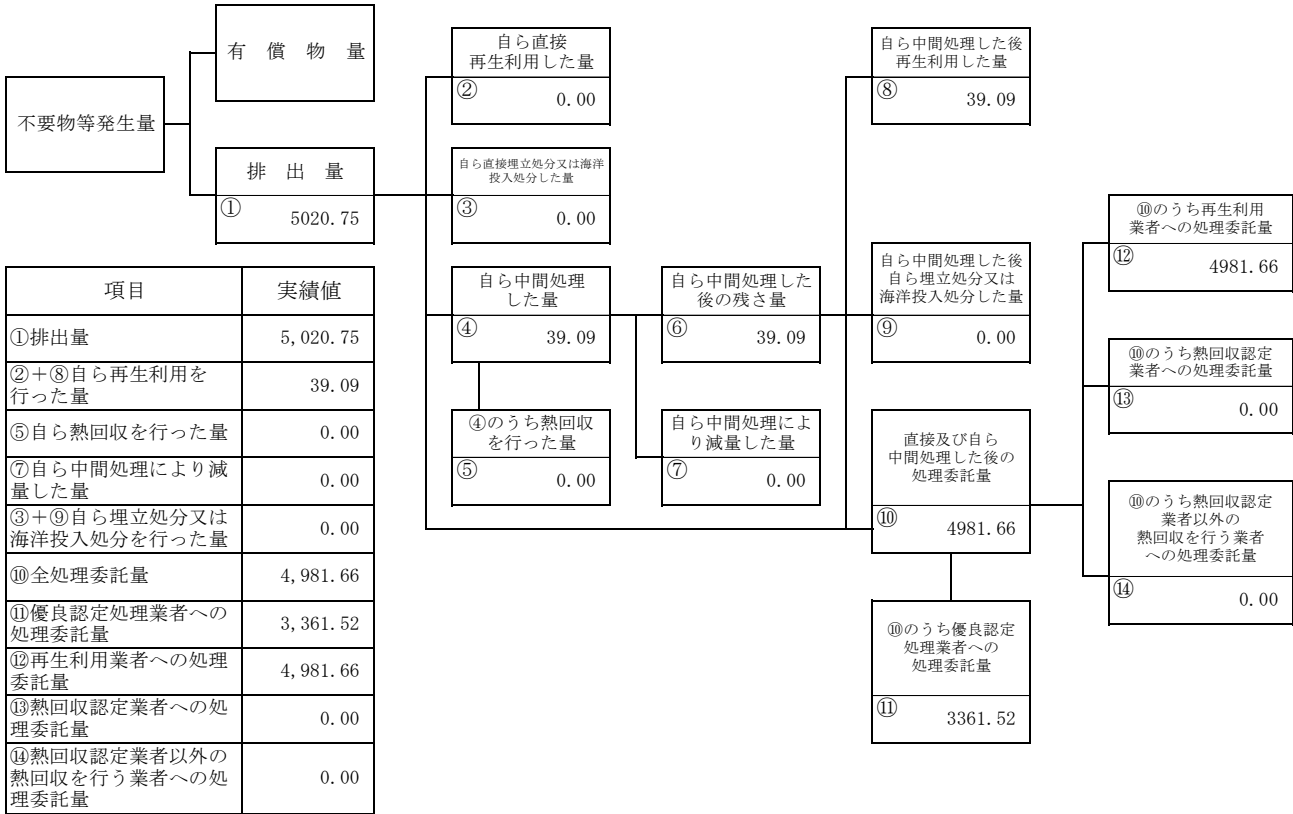 有 償 物 量
不要物等発生量
排 出 量
① 5020.75
自ら直接
再生利用した量
② 0.00
自ら直接埋立処分又は海洋
投入処分した量
③ 0.00
自ら中間処理
した量
④ 39.09
④のうち熱回収
を行った量
⑤ 0.00
自ら中間処理した
後の残さ量
⑥ 39.09
自ら中間処理によ
り減量した量
⑦ 0.00
自ら中間処理した後
再生利用した量
⑧ 39.09
自ら中間処理した後
自ら埋立処分又は
海洋投入処分した量
⑨ 0.00
直接及び自ら
中間処理した後の
処理委託量
⑩ 4981.66
⑩のうち優良認定
処理業者への
処理委託量
⑪ 3361.52
⑩のうち再生利用
業者への処理委託量
⑫ 4981.66
⑩のうち熱回収認定
業者への処理委託量
⑬ 0.00
⑩のうち熱回収認定
業者以外の
熱回収を行う業者
への処理委託量
⑭ 0.00
項目 実績値
①排出量 5,020.75
②+⑧自ら再生利用を
行った量 39.09
⑤自ら熱回収を行った量 0.00
⑦自ら中間処理により減
量した量 0.00
③+⑨自ら埋立処分又は
海洋投入処分を行った量 0.00
⑩全処理委託量 4,981.66
⑪優良認定処理業者への
処理委託量 3,361.52
⑫再生利用業者への処理
委託量 4,981.66
⑬熱回収認定業者への処
理委託量 0.00
⑭熱回収認定業者以外の
熱回収を行う業者への処
理委託量 0.00